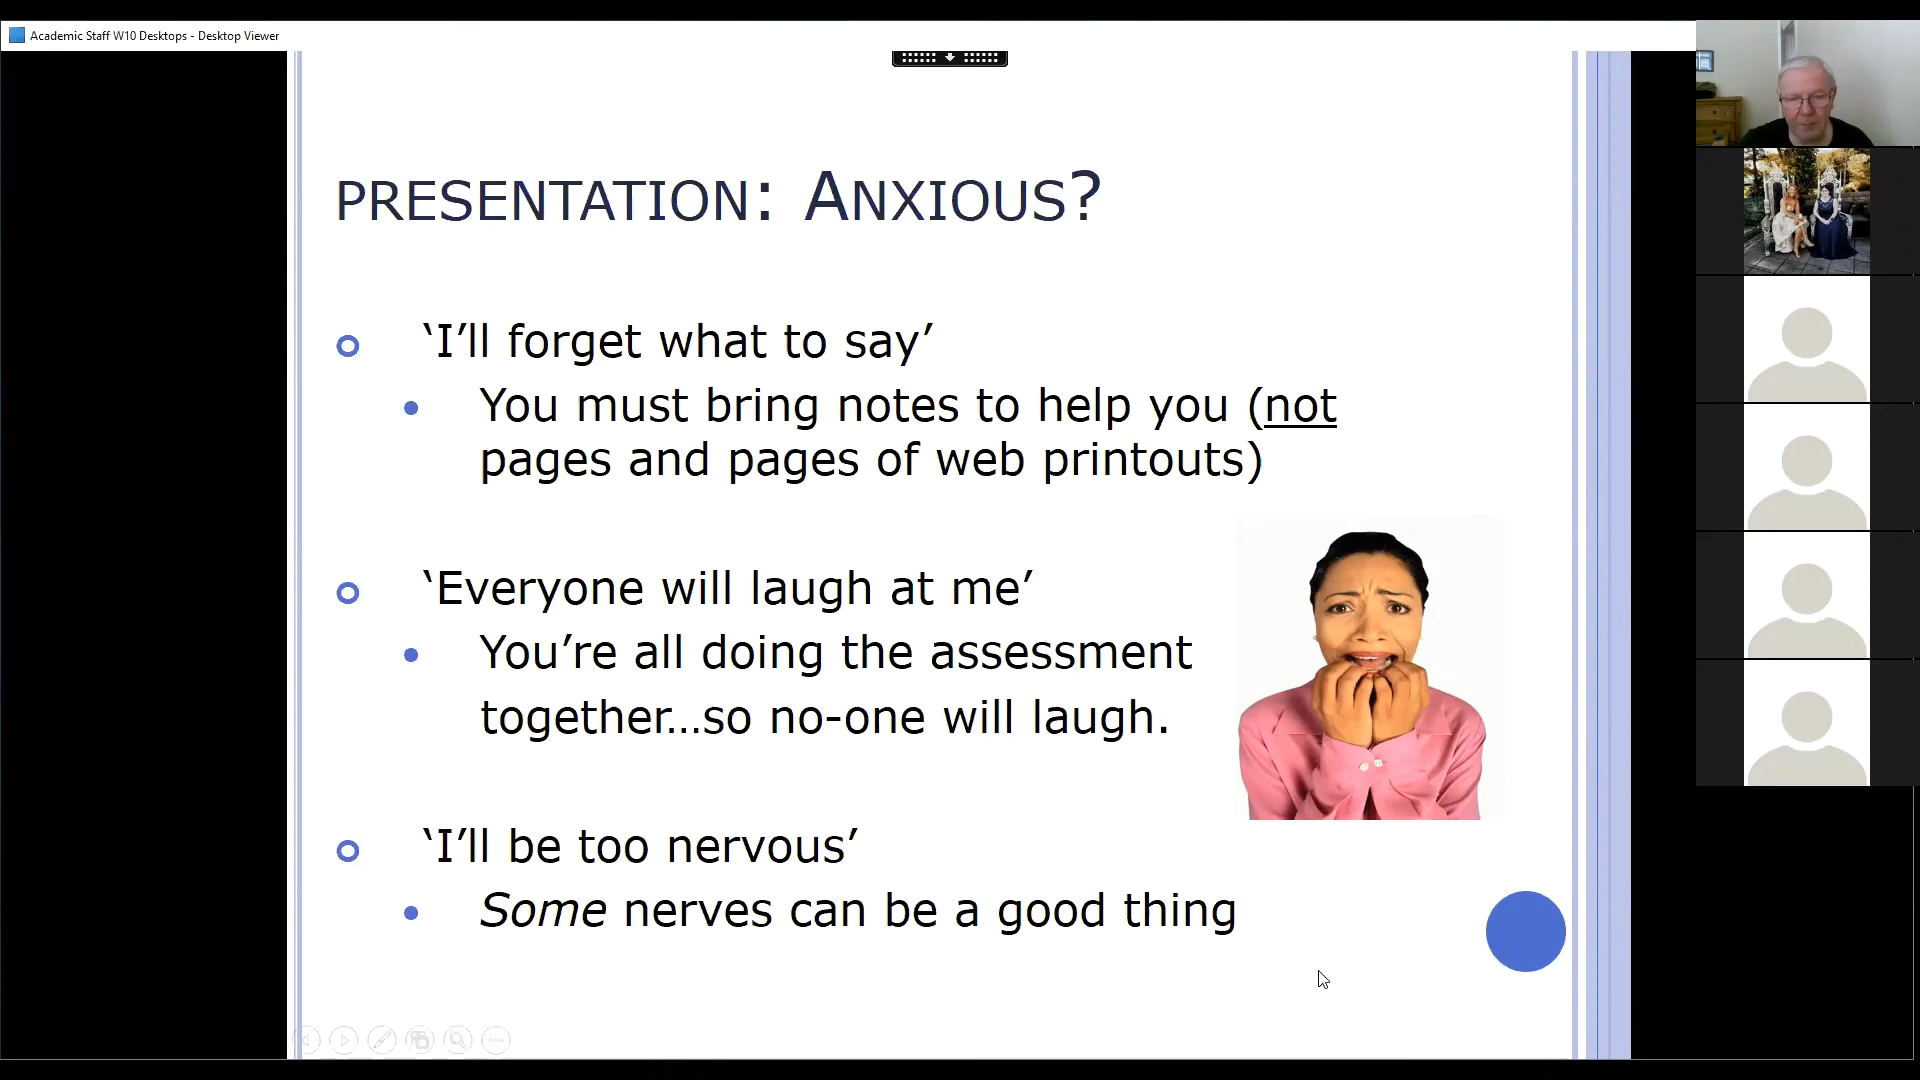 Academic Staff W10 Desktops - Desktop Viewer
PRESENTATION: ANXIOUS?
‘I’ll forget what to say’
You must bring notes to help you (not
pages and pages of web printouts)
‘Everyone will laugh at me’
You’re all doing the assessment
together…so no-one will laugh.
‘I’ll be too nervous’
Some nerves can be a good thing